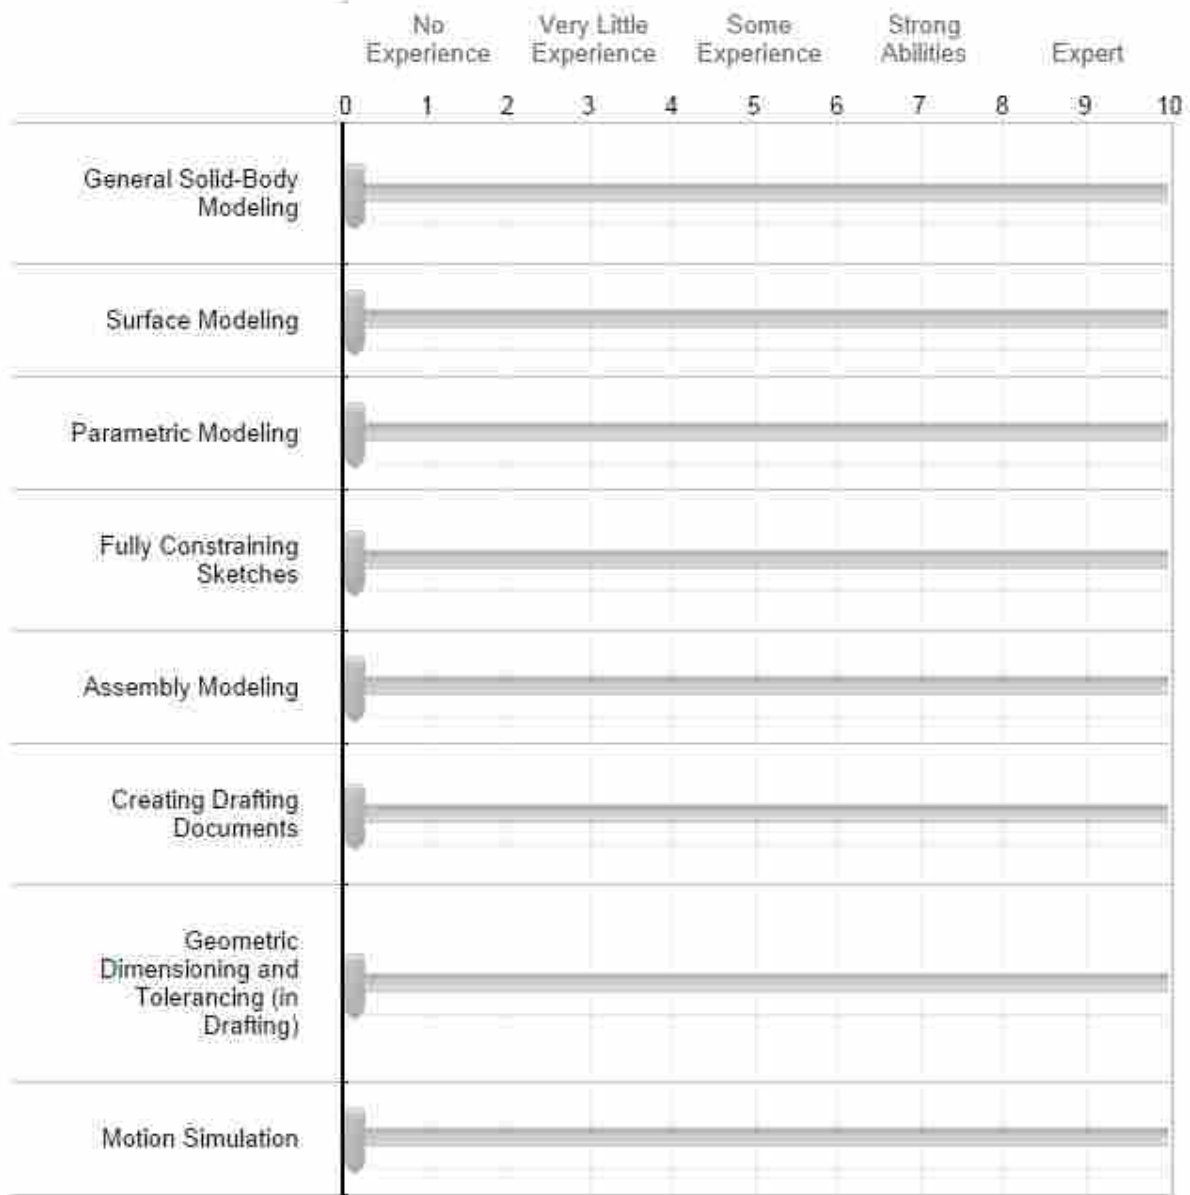 No Very Little Some Strong
Experience Experience Experience Abilities Expert
0 1 2 3 4 5 6 7 8 9 10
General Solid-Body
Modeling
Surface Modeling
Parametric Modeling
Fully Constraining
Sketches
Assembly Modeling
Creating Drafting
Documents
Geometric
Dimensioning and
Tolerancing (in
Drafting)
Motion Simulation